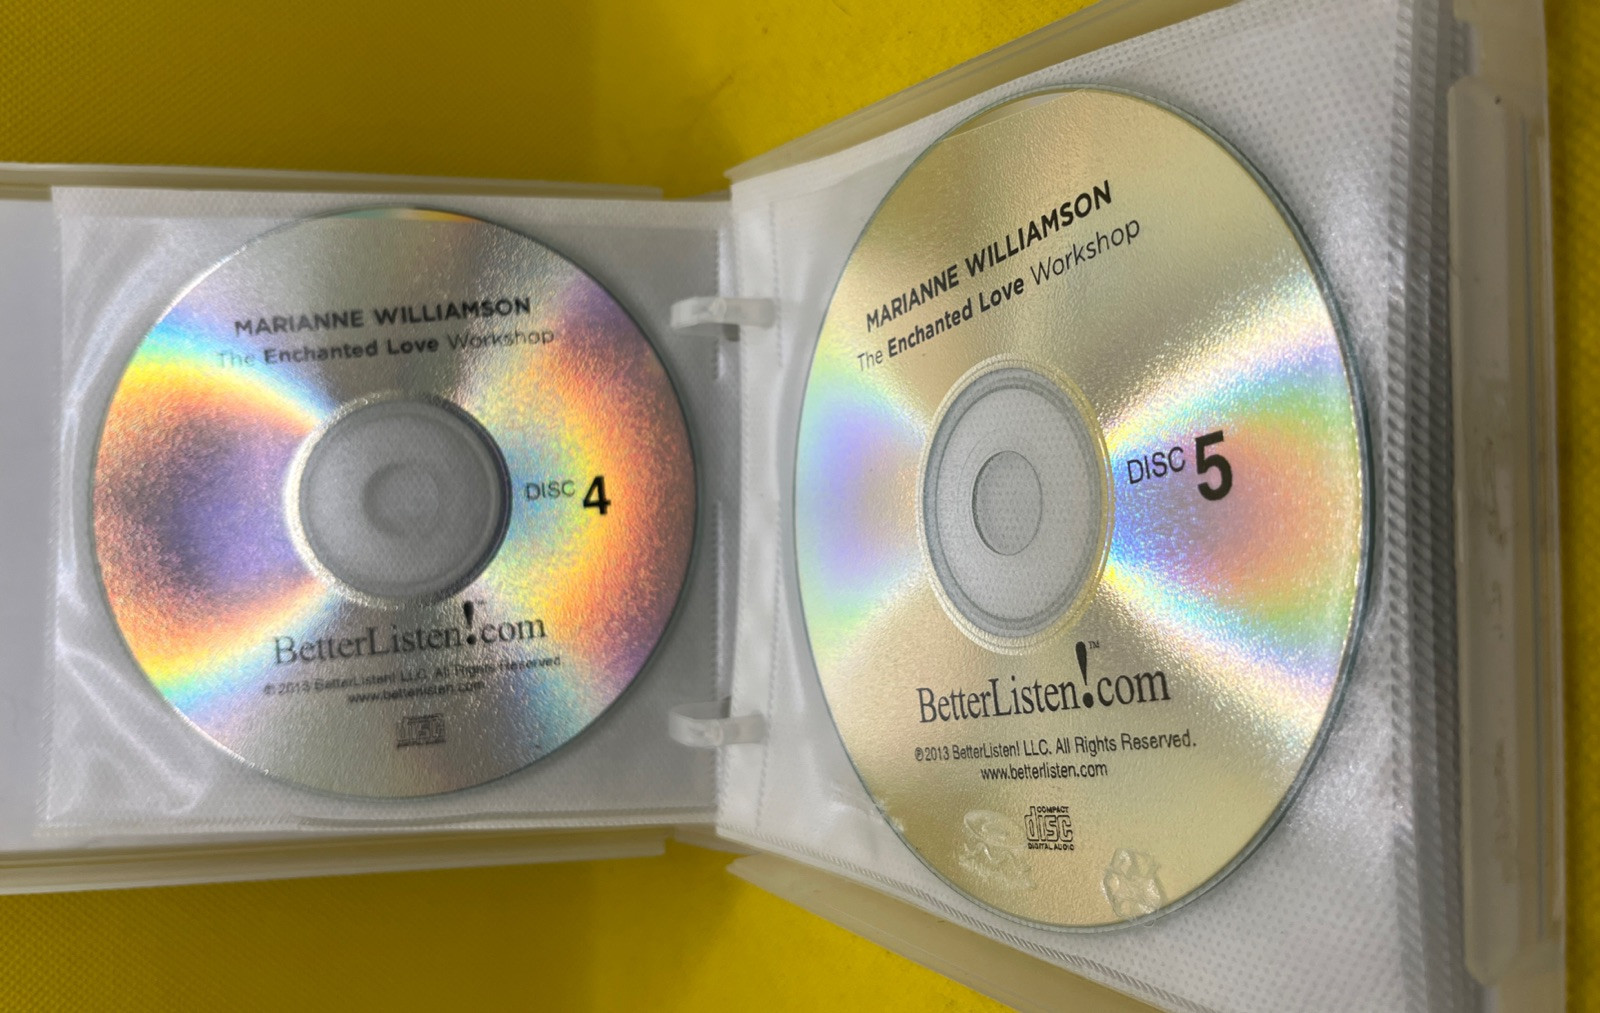 MARIANNE WILLIAMSON
The Enchanted Love Workshop
DISC 4
BetterListen!.com
℗2013 BetterListen! LLC. All Rights Reserved
www.betterlisten.com
disc
MARIANNE WILLIAMSON
The Enchanted Love Workshop
DISC 5
BetterListen!™.com
℗2013 BetterListen! LLC. All Rights Reserved.
www.betterlisten.com
COMPACT
disc
DIGITAL AUDIO